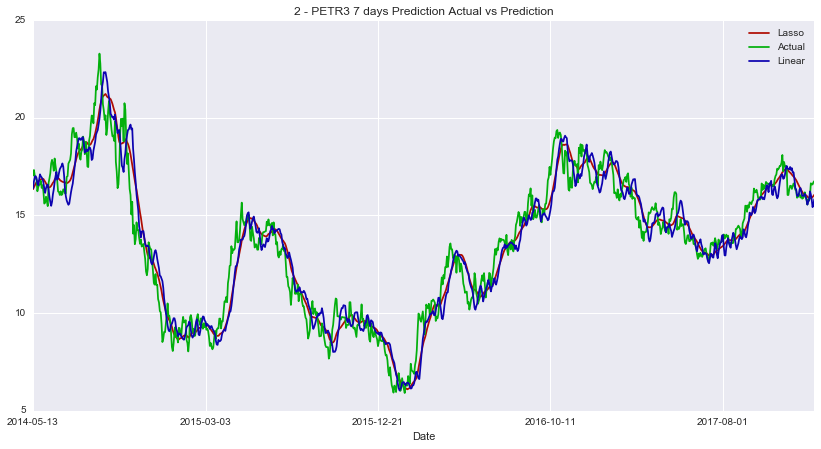 2 - PETR3 7 days Prediction Actual vs Prediction
25
20
15
10
5
Lasso
Actual
Linear
2014-05-13 2015-03-03 2015-12-21 2016-10-11 2017-08-01
Date